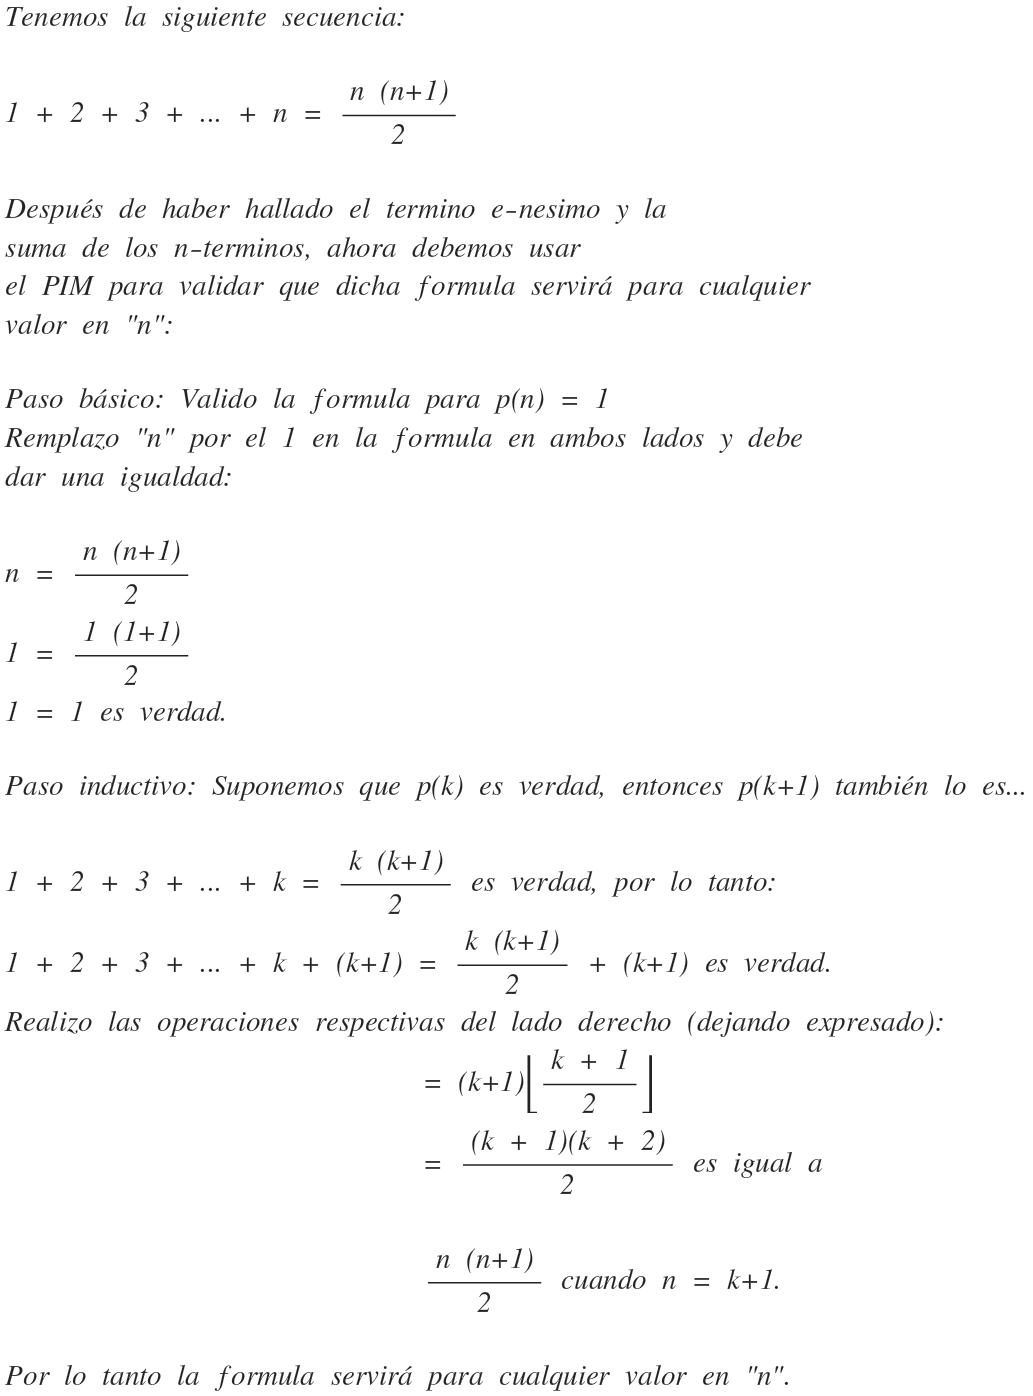 Tenemos la siguiente secuencia:
1 + 2 + 3 + ... + n = \frac{n (n+1)}{2}
Después de haber hallado el termino e-nesimo y la
suma de los n-terminos, ahora debemos usar
el PIM para validar que dicha formula servirá para cualquier
valor en "n":
Paso básico: Valido la formula para p(n) = 1
Remplazo "n" por el 1 en la formula en ambos lados y debe
dar una igualdad:
n = \frac{n (n+1)}{2}
1 = \frac{1 (1+1)}{2}
1 = 1 es verdad.
Paso inductivo: Suponemos que p(k) es verdad, entonces p(k+1) también lo es...
1 + 2 + 3 + ... + k = \frac{k (k+1)}{2} es verdad, por lo tanto:
1 + 2 + 3 + ... + k + (k+1) = \frac{k (k+1)}{2} + (k+1) es verdad.
Realizo las operaciones respectivas del lado derecho (dejando expresado):
= (k+1)⌊\frac{k + 1}{2}⌋
= \frac{(k + 1)(k + 2)}{2} es igual a
\frac{n (n+1)}{2} cuando n = k+1.
Por lo tanto la formula servirá para cualquier valor en "n".